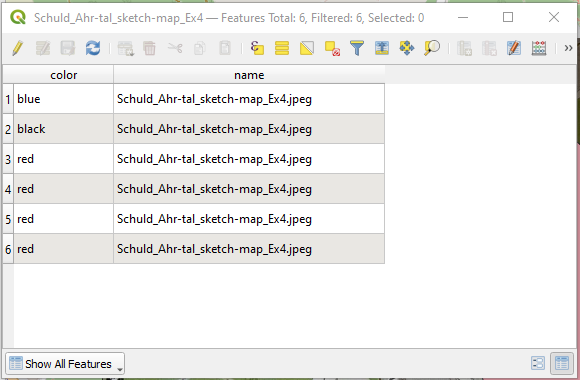 Schuld_Ahr-tal_sketch-map_Ex4 — Features Total: 6, Filtered: 6, Selected: 0
color name
1 blue Schuld_Ahr-tal_sketch-map_Ex4.jpeg
2 black Schuld_Ahr-tal_sketch-map_Ex4.jpeg
3 red Schuld_Ahr-tal_sketch-map_Ex4.jpeg
4 red Schuld_Ahr-tal_sketch-map_Ex4.jpeg
5 red Schuld_Ahr-tal_sketch-map_Ex4.jpeg
6 red Schuld_Ahr-tal_sketch-map_Ex4.jpeg
Show All Features